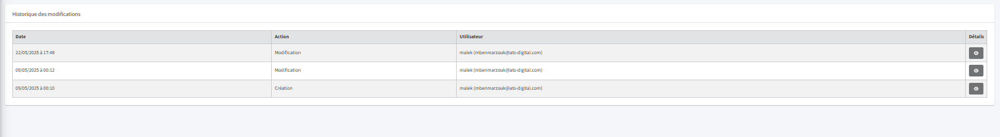 Historique des modifications
Date Action Utilisateur Détails
22/05/2025 à 17:48 Modification malek (mbenmarzouk@ats-digital.com)
09/05/2025 à 00:12 Modification malek (mbenmarzouk@ats-digital.com)
09/05/2025 à 00:10 Création malek (mbenmarzouk@ats-digital.com)